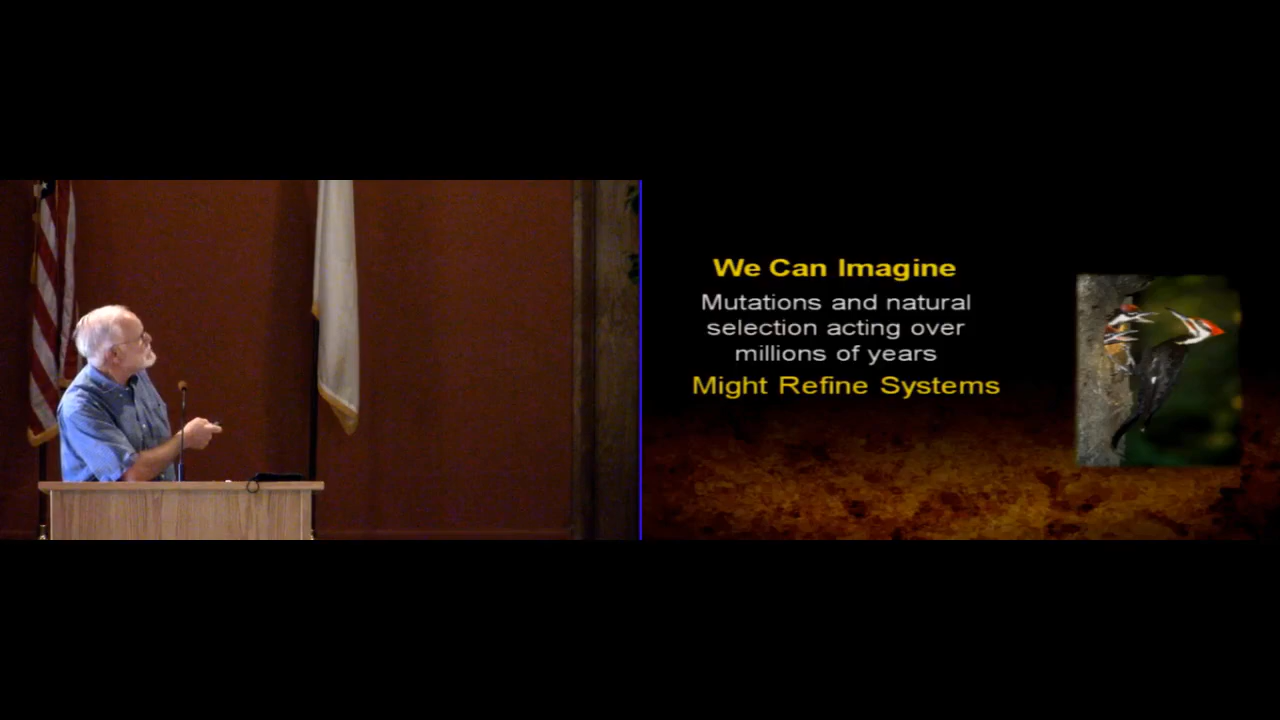 We Can Imagine
Mutations and natural
selection acting over
millions of years
Might Refine Systems